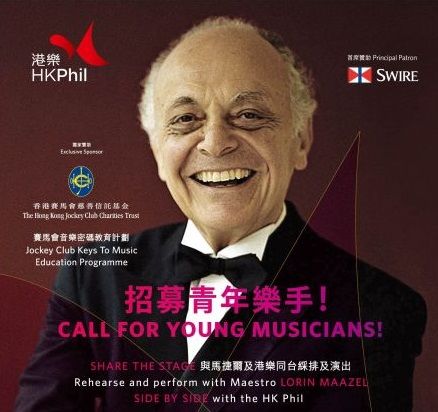 港樂
HKPhil
首席贊助 Principal Patron
SWIRE
獨家贊助
Exclusive Sponsor
香港賽馬會慈善信託基金
The Hong Kong Jockey Club Charities Trust
賽馬會音樂密碼教育計劃
Jockey Club Keys To Music
Education Programme
招募青年樂手！
CALL FOR YOUNG MUSICIANS!
SHARE THE STAGE 與馬捷爾及港樂同台綵排及演出
Rehearse and perform with Maestro LORIN MAAZEL
SIDE BY SIDE with the HK Phil